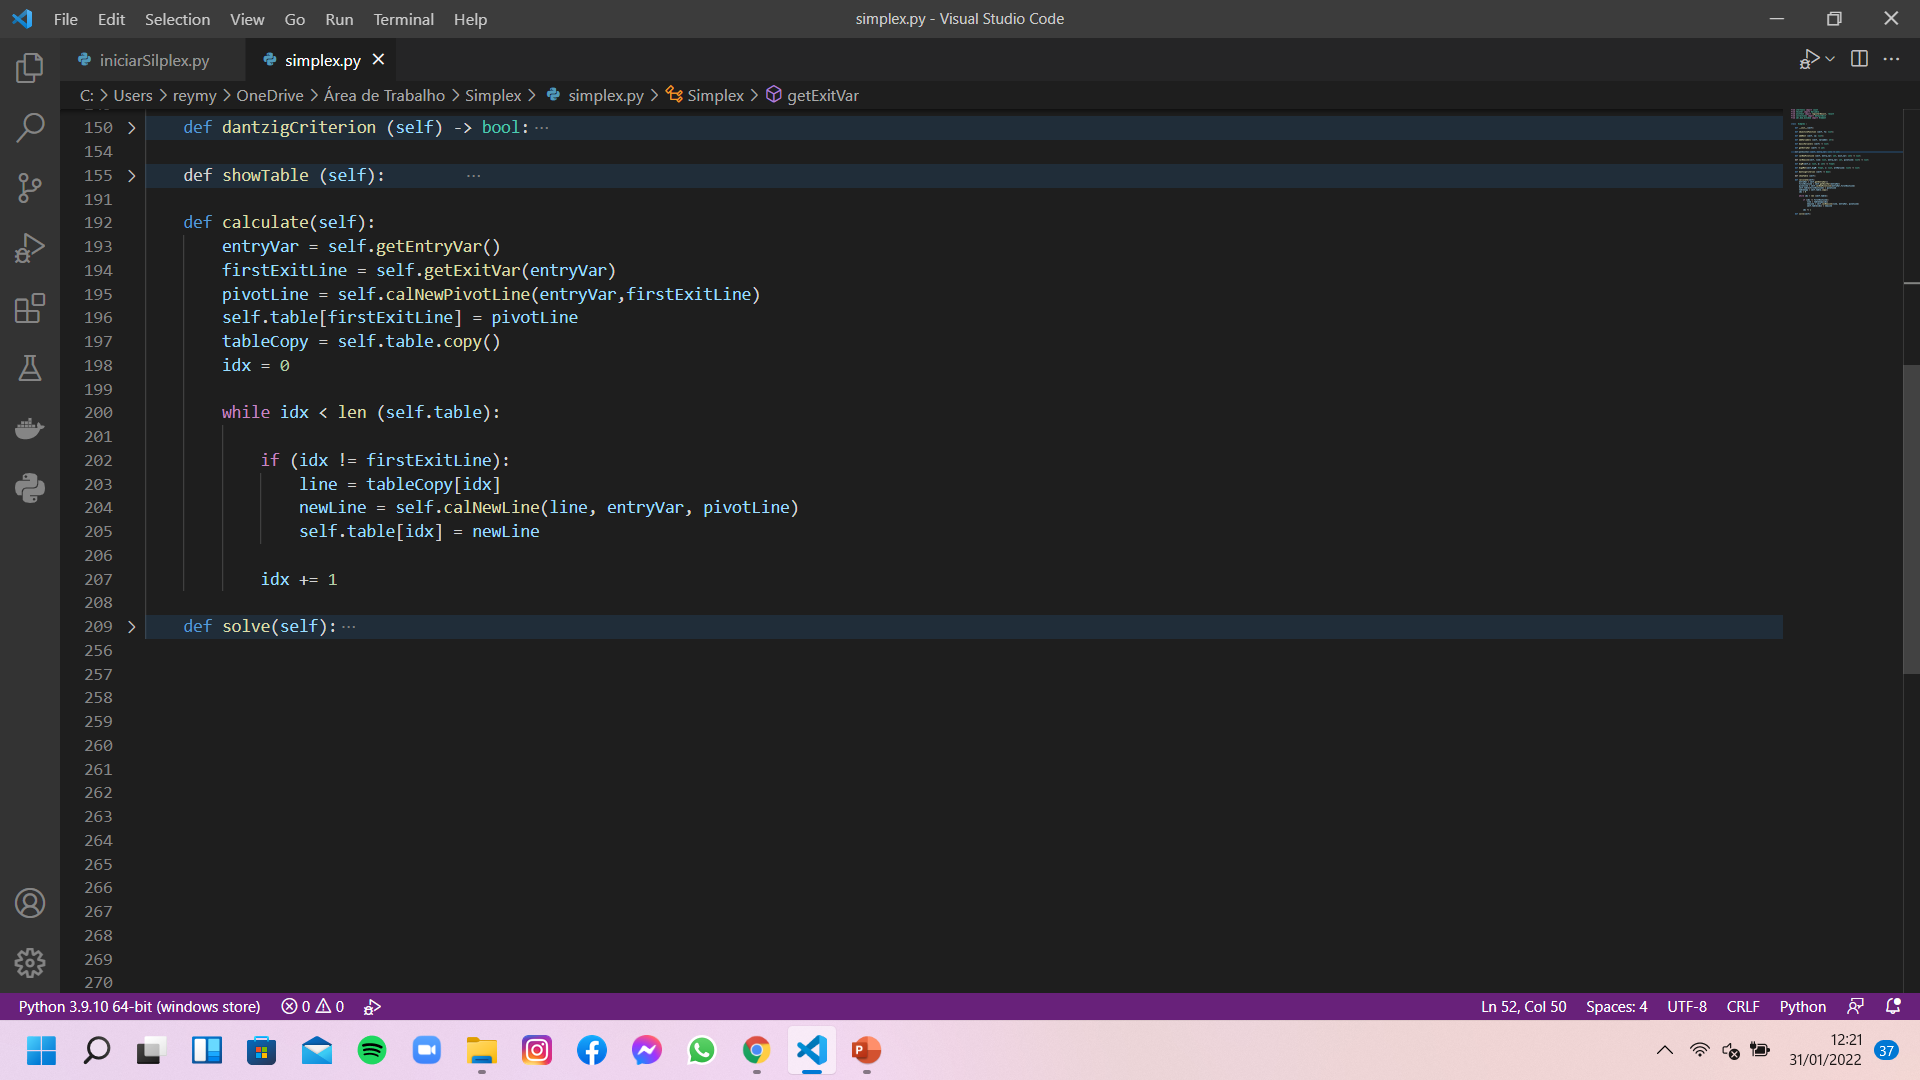 File Edit Selection View Go Run Terminal Help simplex.py - Visual Studio Code
iniciarSilplex.py simplex.py
C: > Users > reymy > OneDrive > Área de Trabalho > Simplex > simplex.py > Simplex > getExitVar
150 def dantzigCriterion (self) -> bool:···
154
155 def showTable (self): ···
191
192 def calculate(self):
193 entryVar = self.getEntryVar()
194 firstExitLine = self.getExitVar(entryVar)
195 pivotLine = self.calNewPivotLine(entryVar,firstExitLine)
196 self.table[firstExitLine] = pivotLine
197 tableCopy = self.table.copy()
198 idx = 0
199
200 while idx < len (self.table):
201
202 if (idx != firstExitLine):
203 line = tableCopy[idx]
204 newLine = self.calNewLine(line, entryVar, pivotLine)
205 self.table[idx] = newLine
206
207 idx += 1
208
209 def solve(self):···
256
257
258
259
260
261
262
263
264
265
266
267
268
269
270
Python 3.9.10 64-bit (windows store) 0 0 Ln 52, Col 50 Spaces: 4 UTF-8 CRLF Python
12:21
31/01/2022 37